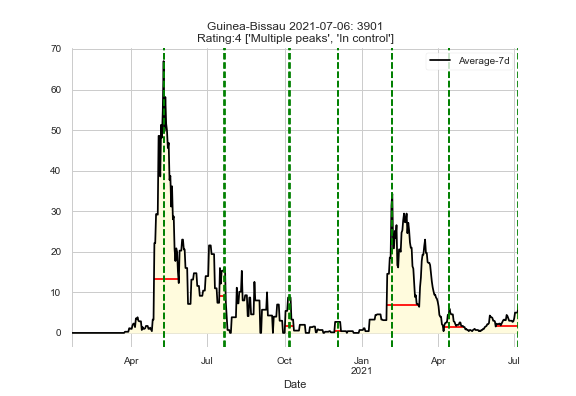 Guinea-Bissau 2021-07-06: 3901
Rating:4 ['Multiple peaks', 'In control']
Average-7d
70
60
50
40
30
20
10
0
Apr
Jul
Oct
Jan
2021
Apr
Jul
Date